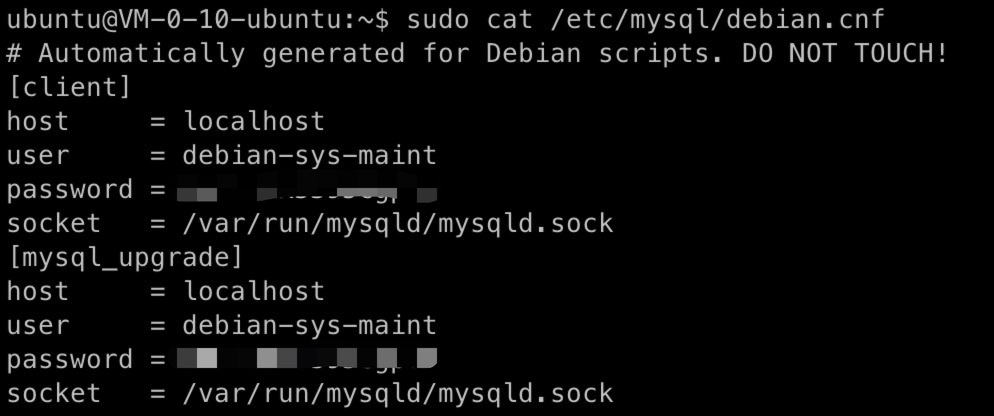 ubuntu@VM-0-10-ubuntu:~$ sudo cat /etc/mysql/debian.cnf
# Automatically generated for Debian scripts. DO NOT TOUCH!
[client]
host     = localhost
user     = debian-sys-maint
password =
socket   = /var/run/mysqld/mysqld.sock
[mysql_upgrade]
host     = localhost
user     = debian-sys-maint
password =
socket   = /var/run/mysqld/mysqld.sock